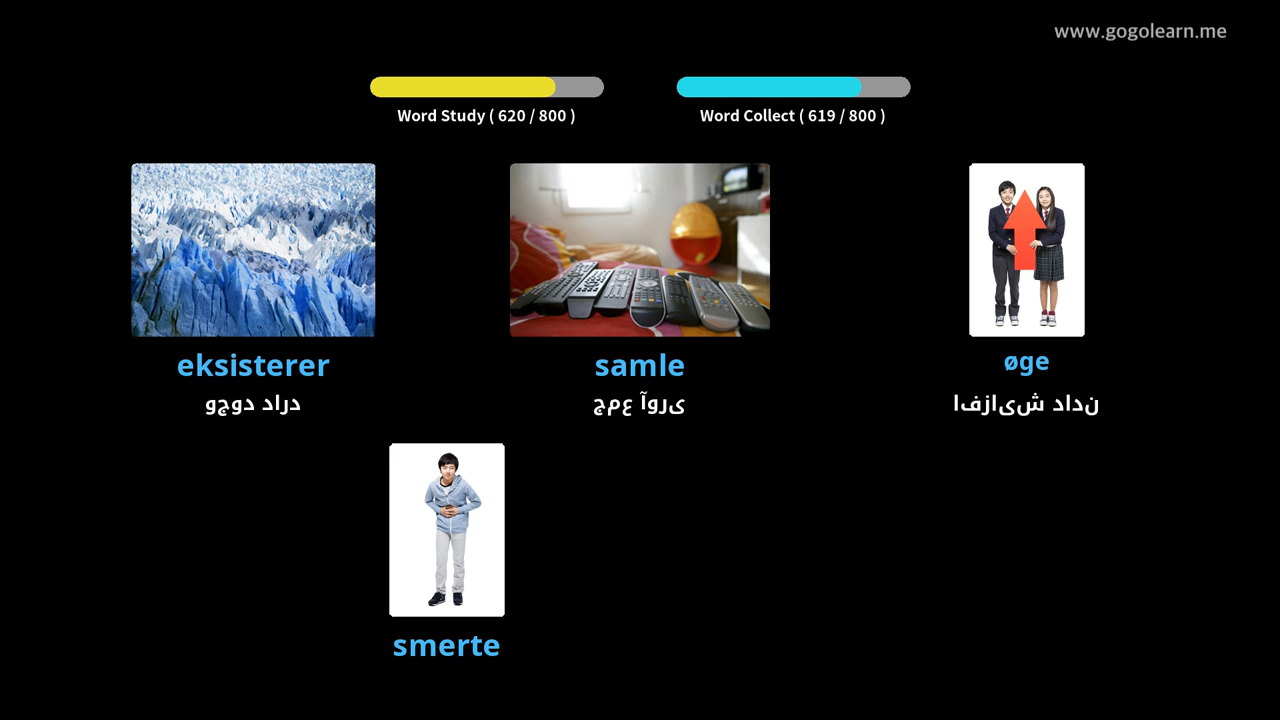 www.gogolearn.me
Word Study ( 620 / 800 )
Word Collect ( 619 / 800 )
eksisterer
وجود دارد
samle
جمع آوری
øge
افزایش دادن
smerte